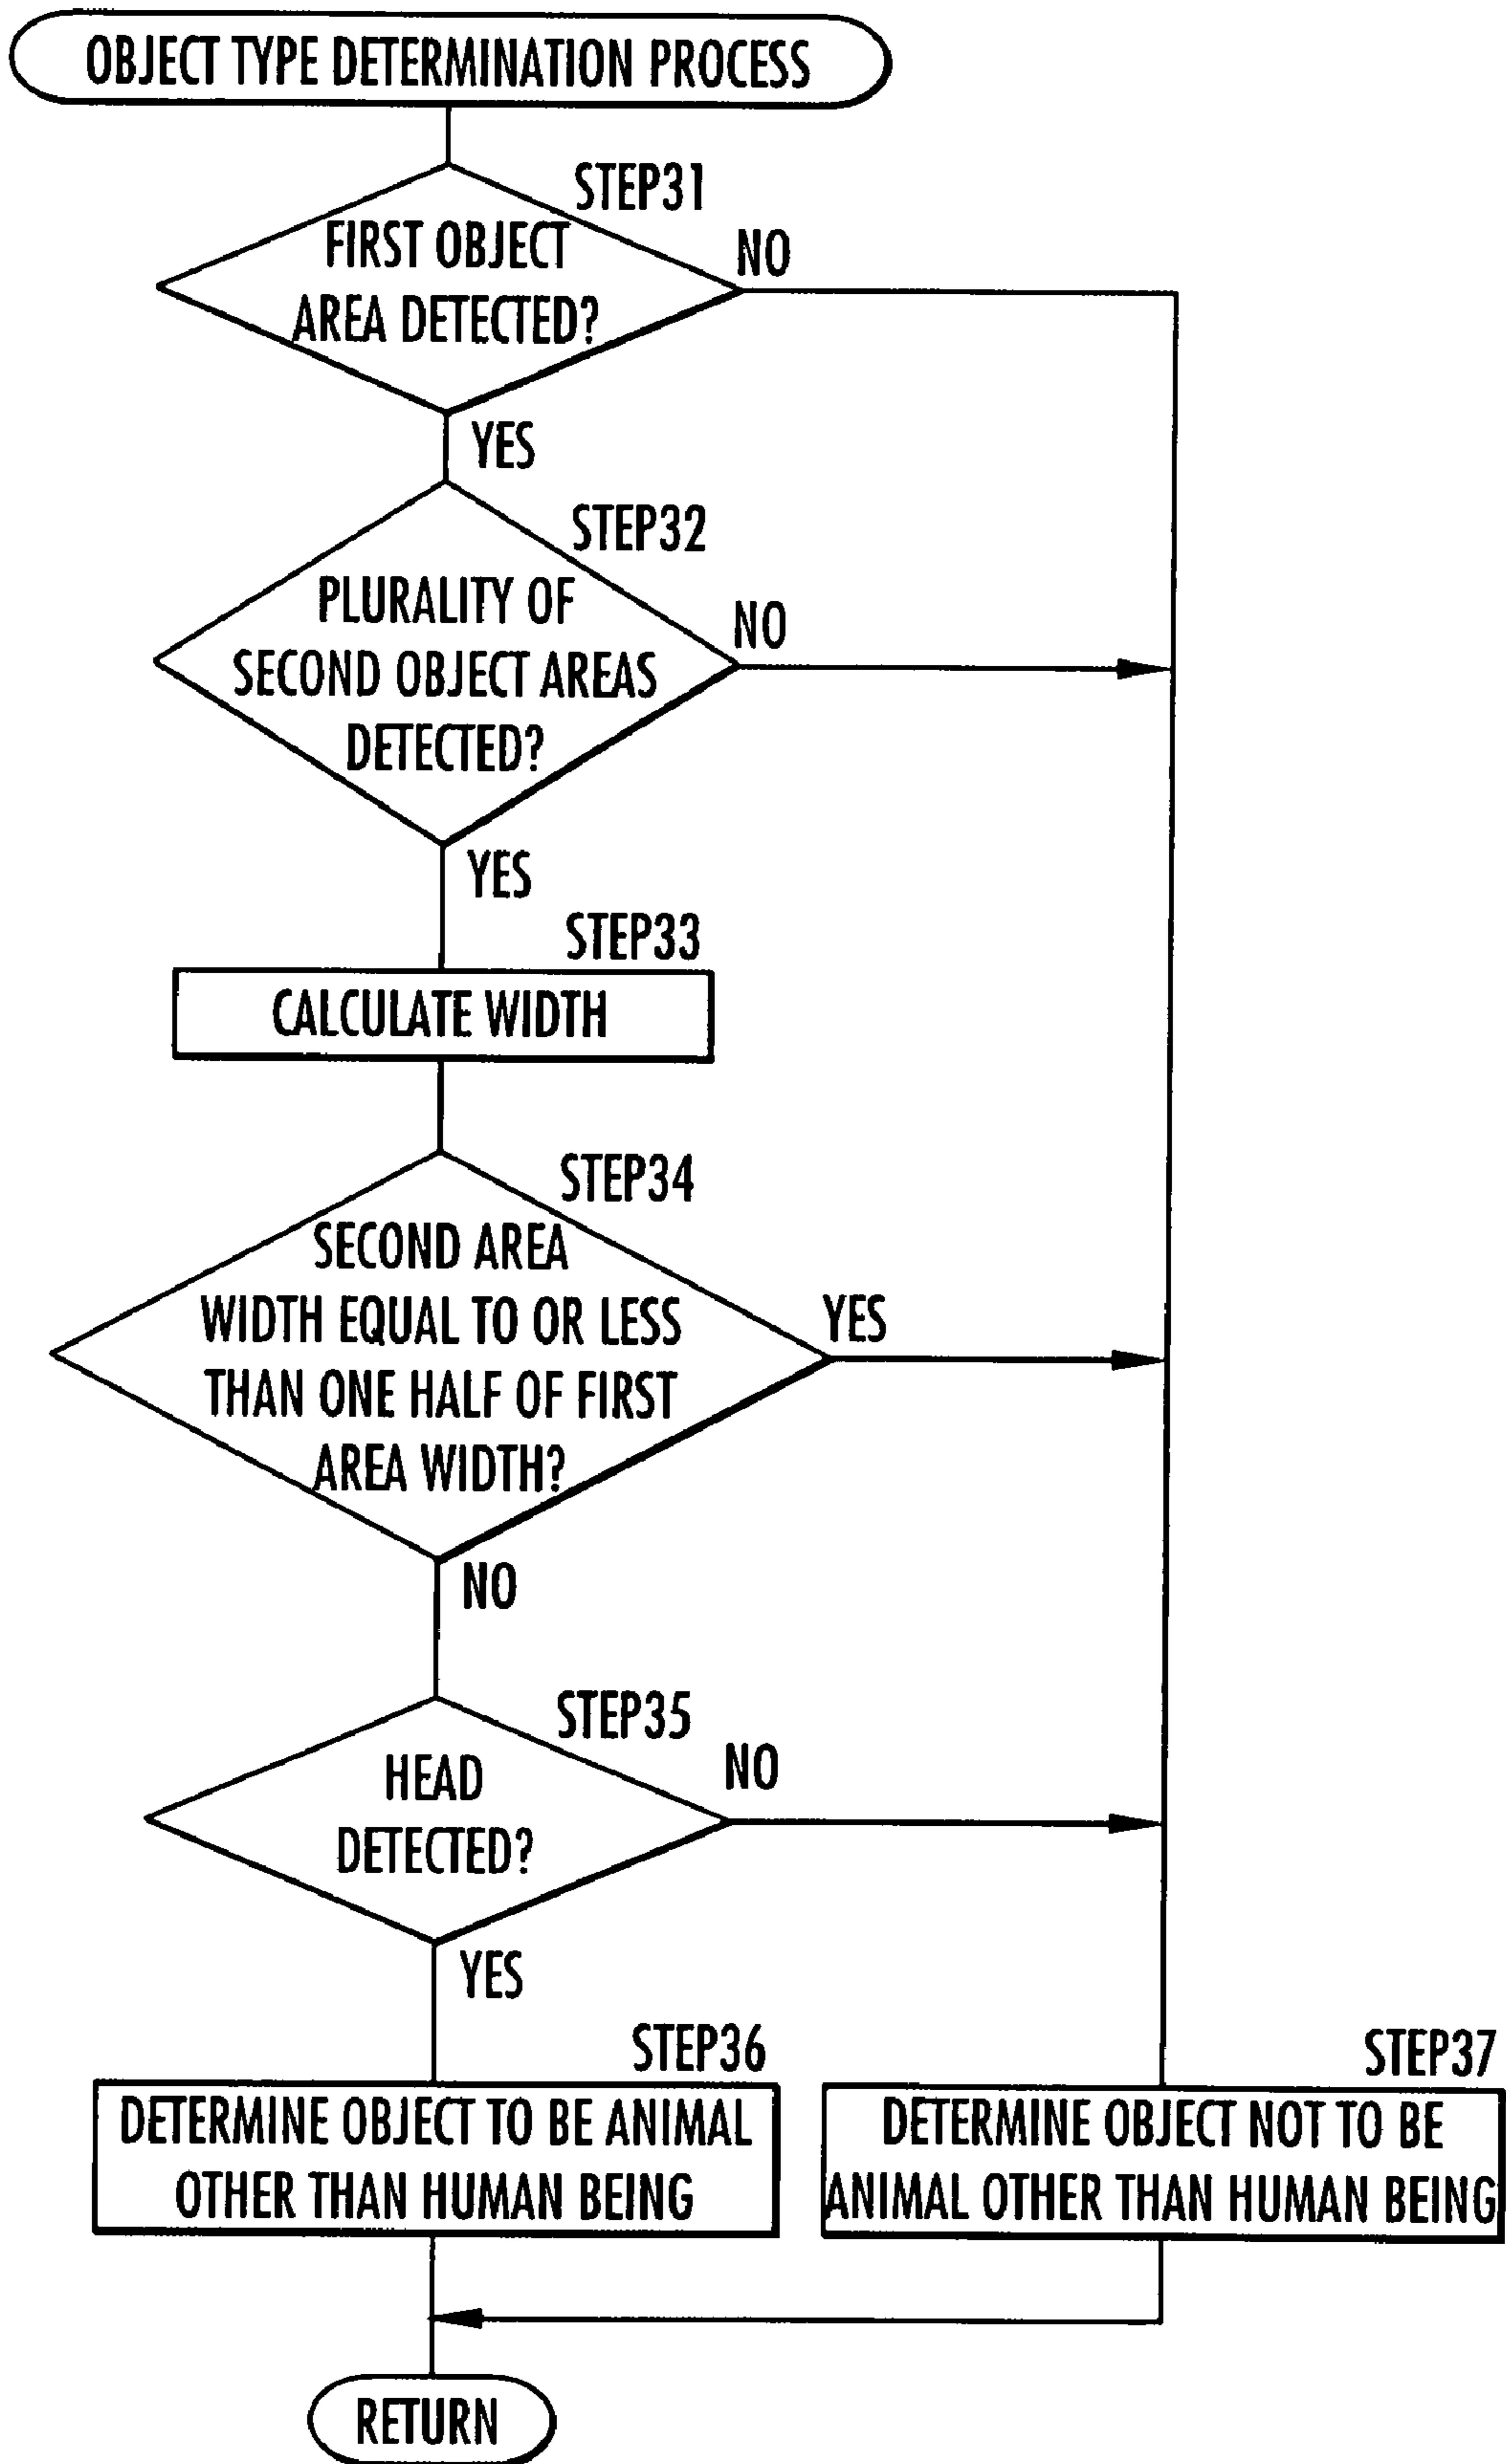 OBJECT TYPE DETERMINATION PROCESS
STEP31
FIRST OBJECT
AREA DETECTED?
NO
YES
STEP32
PLURALITY OF
SECOND OBJECT AREAS
DETECTED?
NO
YES
STEP33
CALCULATE WIDTH
STEP34
SECOND AREA
WIDTH EQUAL TO OR LESS
THAN ONE HALF OF FIRST
AREA WIDTH?
YES
NO
STEP35
HEAD
DETECTED?
NO
YES
STEP36
DETERMINE OBJECT TO BE ANIMAL
OTHER THAN HUMAN BEING
STEP37
DETERMINE OBJECT NOT TO BE
ANIMAL OTHER THAN HUMAN BEING
RETURN